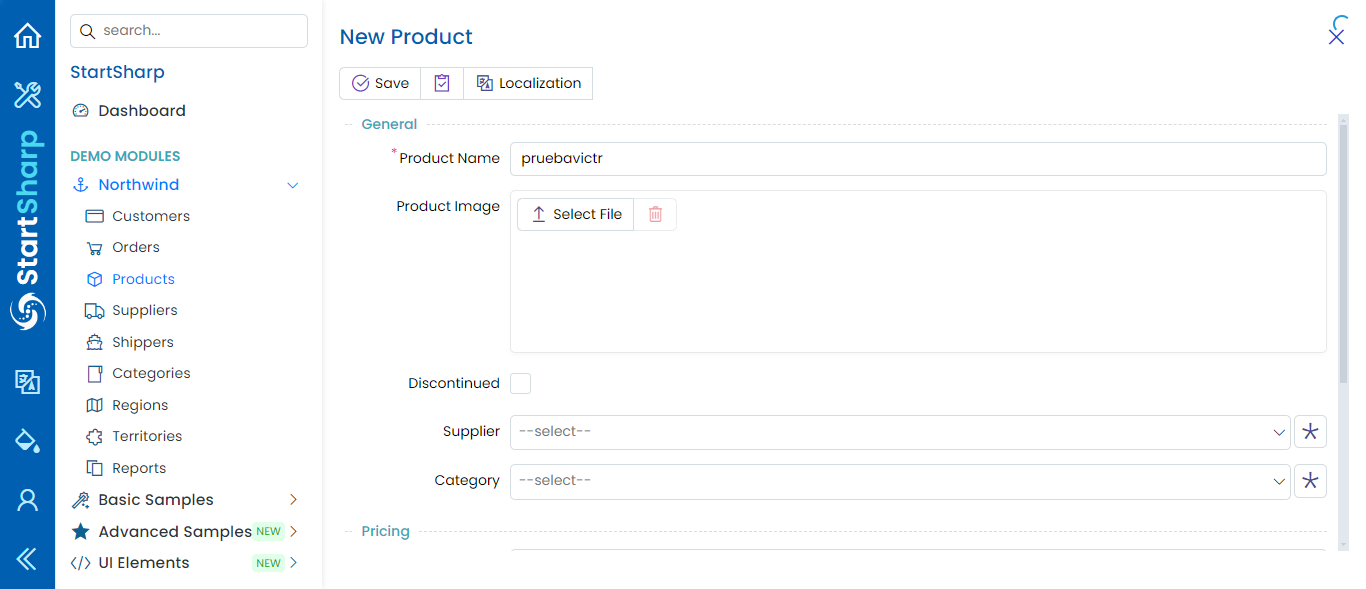 search...
StartSharp
Dashboard
DEMO MODULES
Northwind
Customers
Orders
Products
Suppliers
Shippers
Categories
Regions
Territories
Reports
Basic Samples
Advanced Samples NEW
UI Elements NEW
StartSharp
New Product
Save
Localization
General
*Product Name pruebavictr
Product Image Select File
Discontinued
Supplier --select--
Category --select--
Pricing